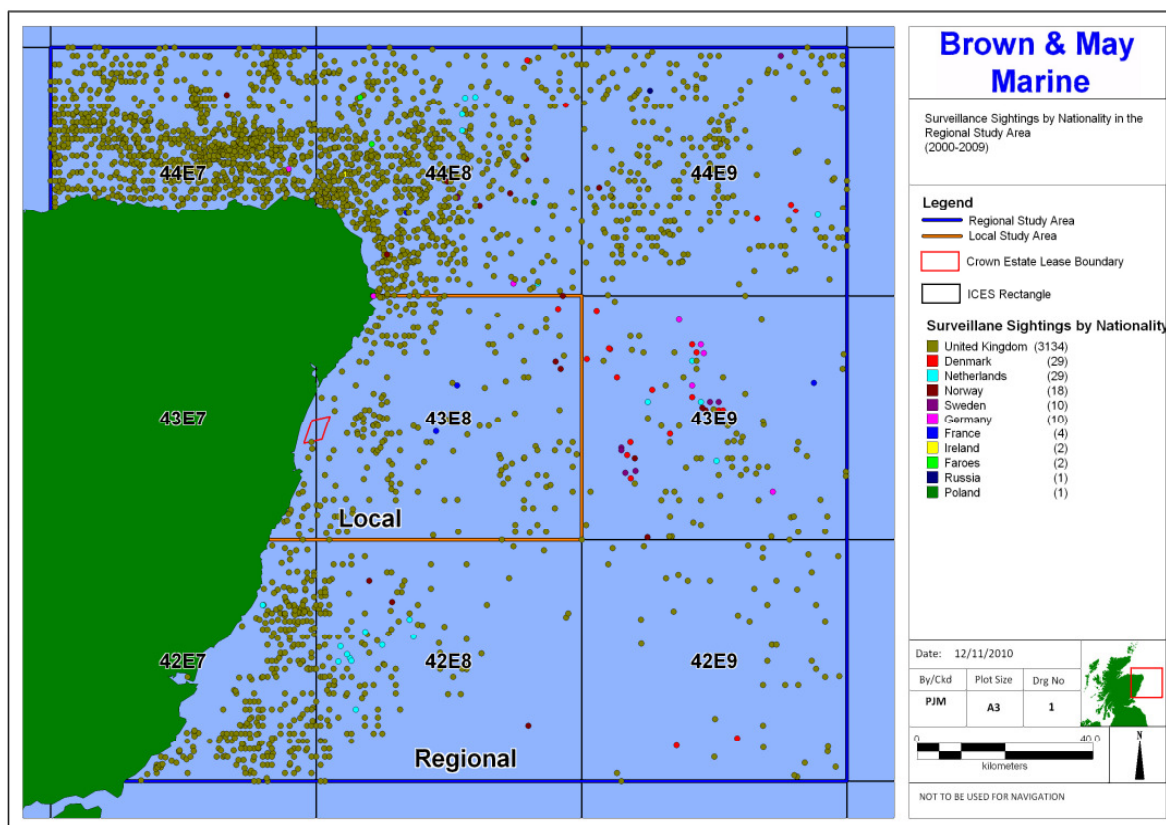 Brown & May
Marine
Surveillance Sightings by Nationality in the
Regional Study Area
(2000-2009)
Legend
Regional Study Area
Local Study Area
Crown Estate Lease Boundary
ICES Rectangle
Surveillane Sightings by Nationality
United Kingdom (3134)
Denmark (29)
Netherlands (29)
Norway (18)
Sweden (10)
Germany (10)
France (4)
Ireland (2)
Faroes (2)
Russia (1)
Poland (1)
44E7 44E8 44E9
43E7 43E8 43E9
Local
42E7 42E8 42E9
Regional
Date: 12/11/2010
By/Ckd Plot Size Drg No
PJM A3 1
0 40.0
kilometers
N
NOT TO BE USED FOR NAVIGATION